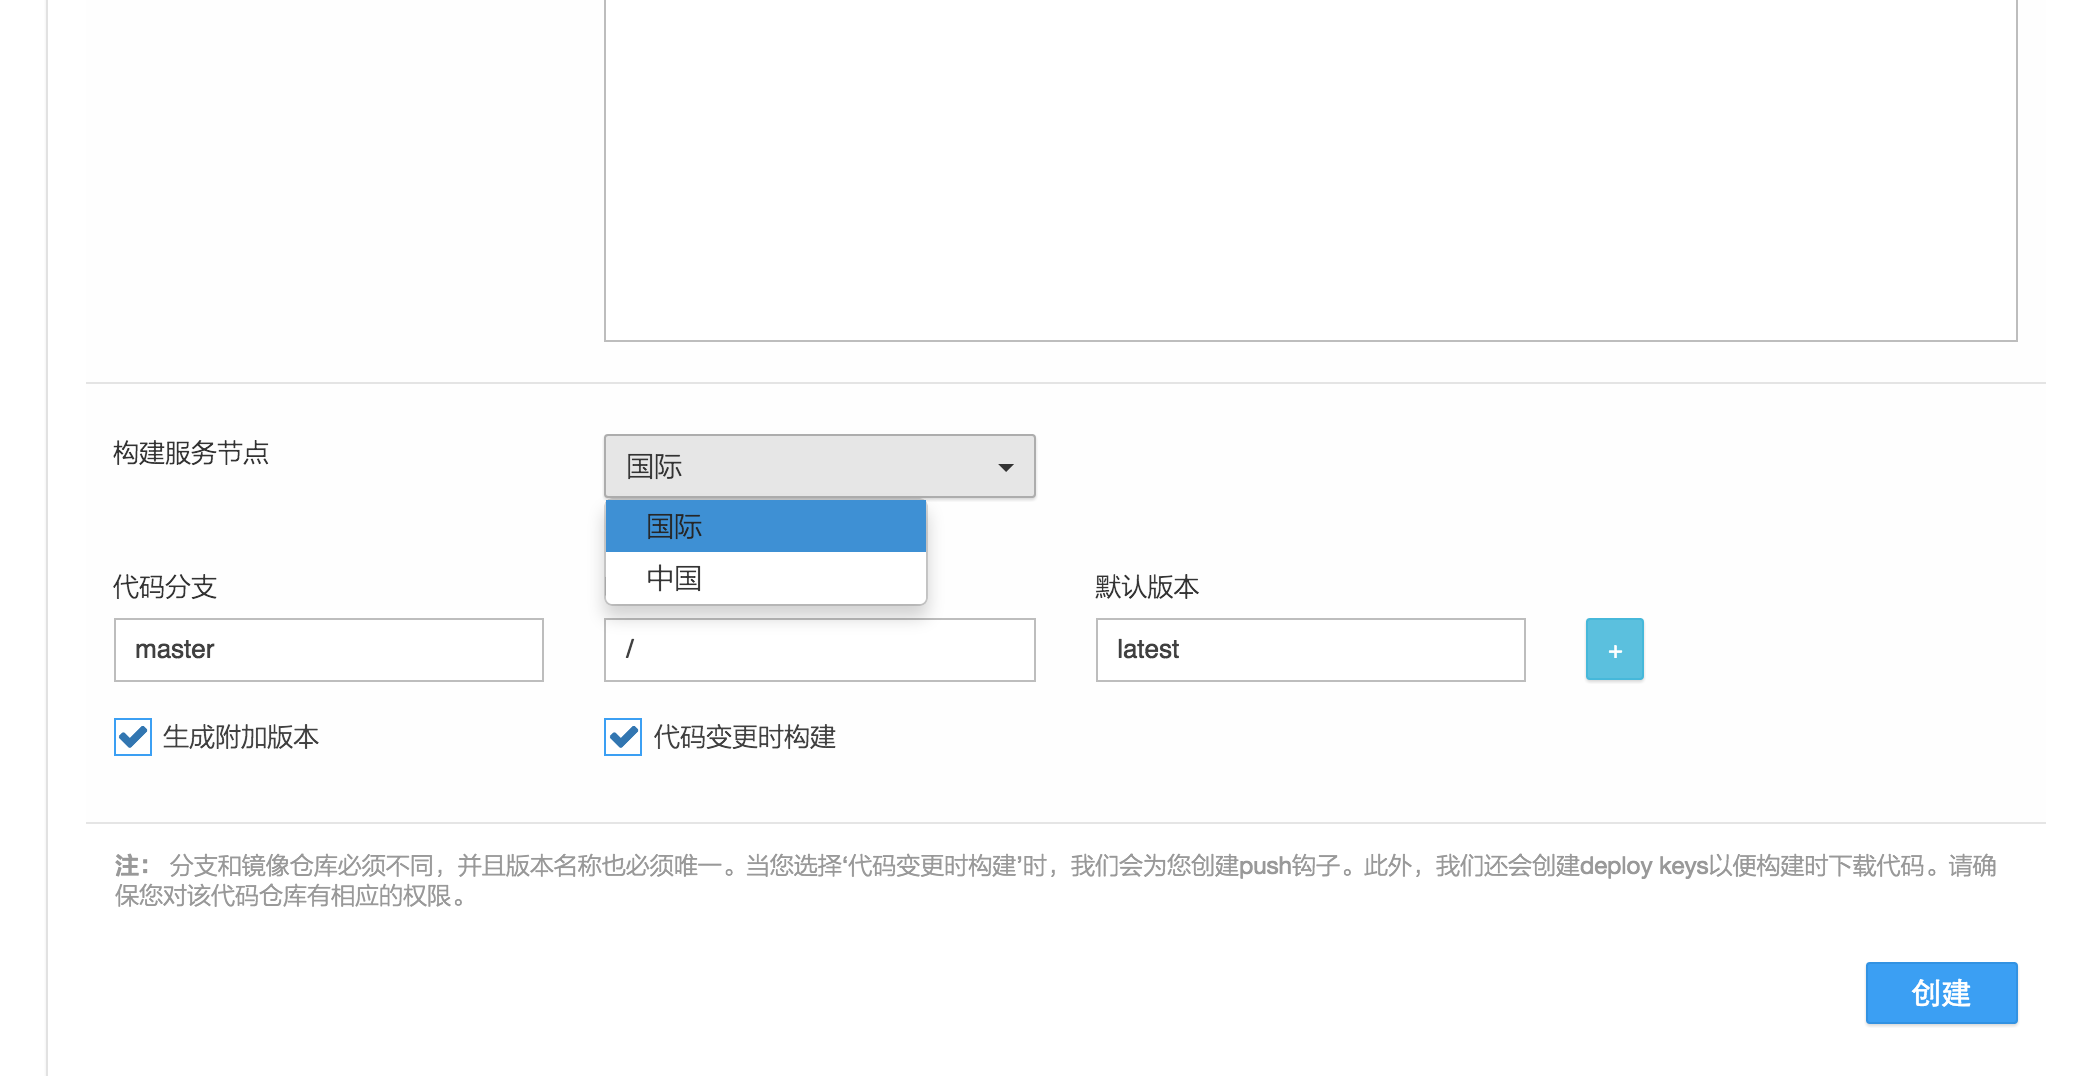 构建服务节点
国际
国际
中国
代码分支
默认版本
master
/
latest
+
生成附加版本
代码变更时构建
注： 分支和镜像仓库必须不同，并且版本名称也必须唯一。当您选择‘代码变更时构建’时，我们会为您创建push钩子。此外，我们还会创建deploy keys以便构建时下载代码。请确
保您对该代码仓库有相应的权限。
创建